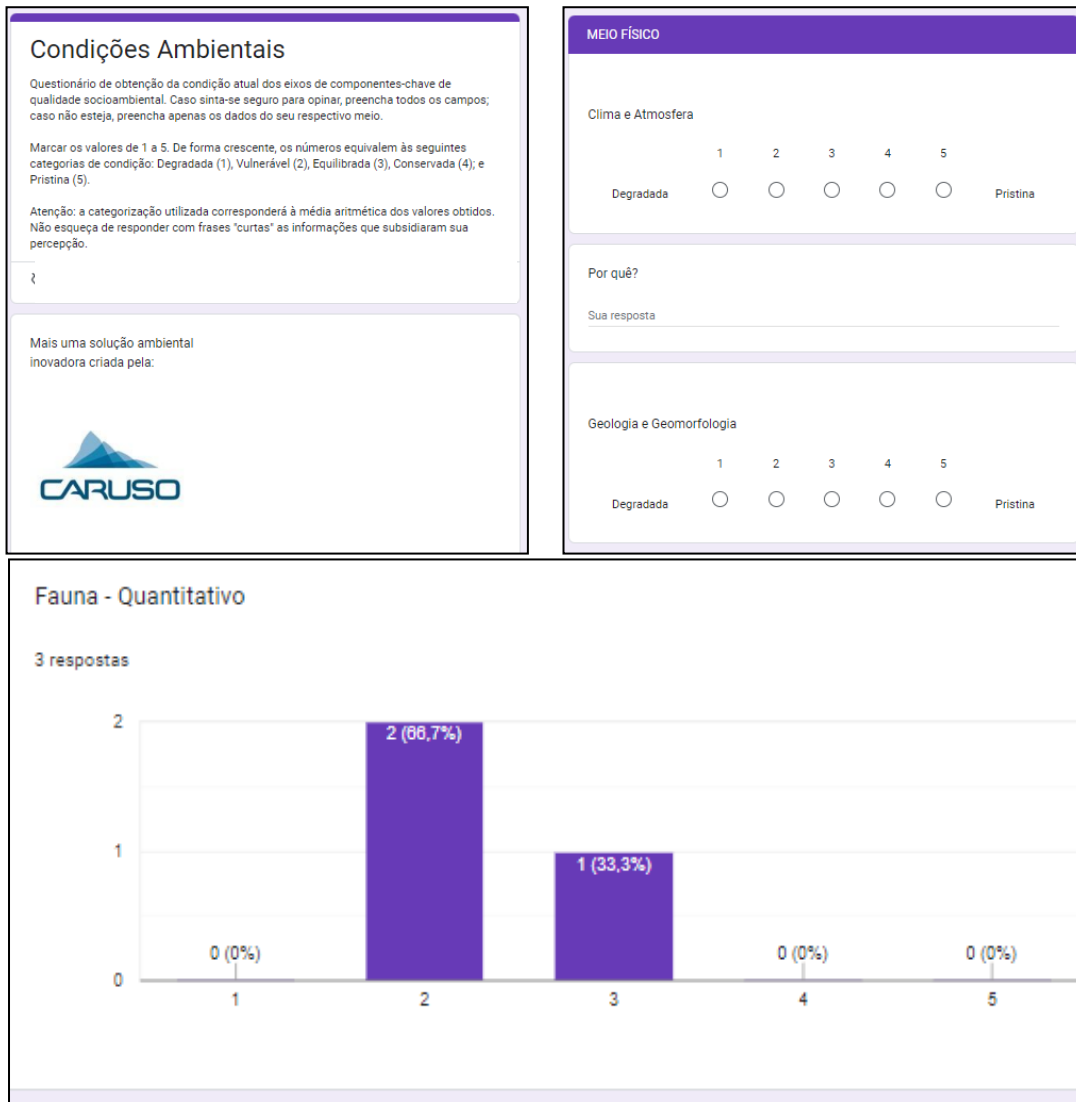 Condições Ambientais
Questionário de obtenção da condição atual dos eixos de componentes-chave de
qualidade socioambiental. Caso sinta-se seguro para opinar, preencha todos os campos;
caso não esteja, preencha apenas os dados do seu respectivo meio.
Marcar os valores de 1 a 5. De forma crescente, os números equivalem às seguintes
categorias de condição: Degradada (1), Vulnerável (2), Equilibrada (3), Conservada (4); e
Pristina (5).
Atenção: a categorização utilizada corresponderá à média aritmética dos valores obtidos.
Não esqueça de responder com frases "curtas" as informações que subsidiaram sua
percepção.
Mais uma solução ambiental
inovadora criada pela:
CARUSO
MEIO FÍSICO
Clima e Atmosfera
1 2 3 4 5
Degradada Pristina
Por quê?
Sua resposta
Geologia e Geomorfologia
1 2 3 4 5
Degradada Pristina
Fauna - Quantitativo
3 respostas
2
2 (66,7%)
1
1 (33,3%)
0 (0%) 0 (0%) 0 (0%)
0
1 2 3 4 5